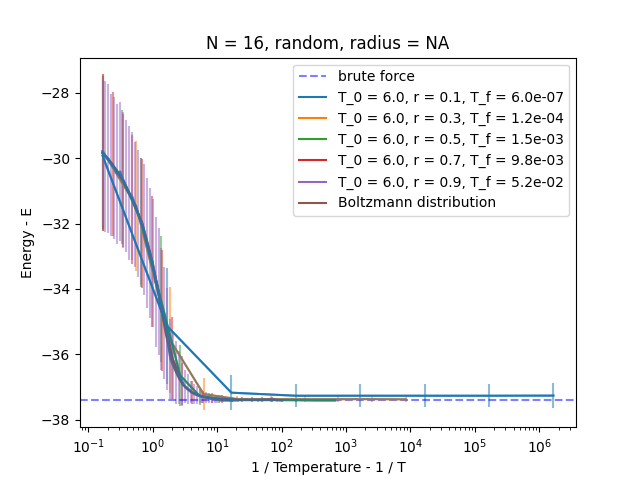 N = 16, random, radius = NA
brute force
T_0 = 6.0, r = 0.1, T_f = 6.0e-07
T_0 = 6.0, r = 0.3, T_f = 1.2e-04
T_0 = 6.0, r = 0.5, T_f = 1.5e-03
T_0 = 6.0, r = 0.7, T_f = 9.8e-03
T_0 = 6.0, r = 0.9, T_f = 5.2e-02
Boltzmann distribution
Energy - E
−28
−30
−32
−34
−36
−38
10⁻¹ 10⁰ 10¹ 10² 10³ 10⁴ 10⁵ 10⁶
1 / Temperature - 1 / T